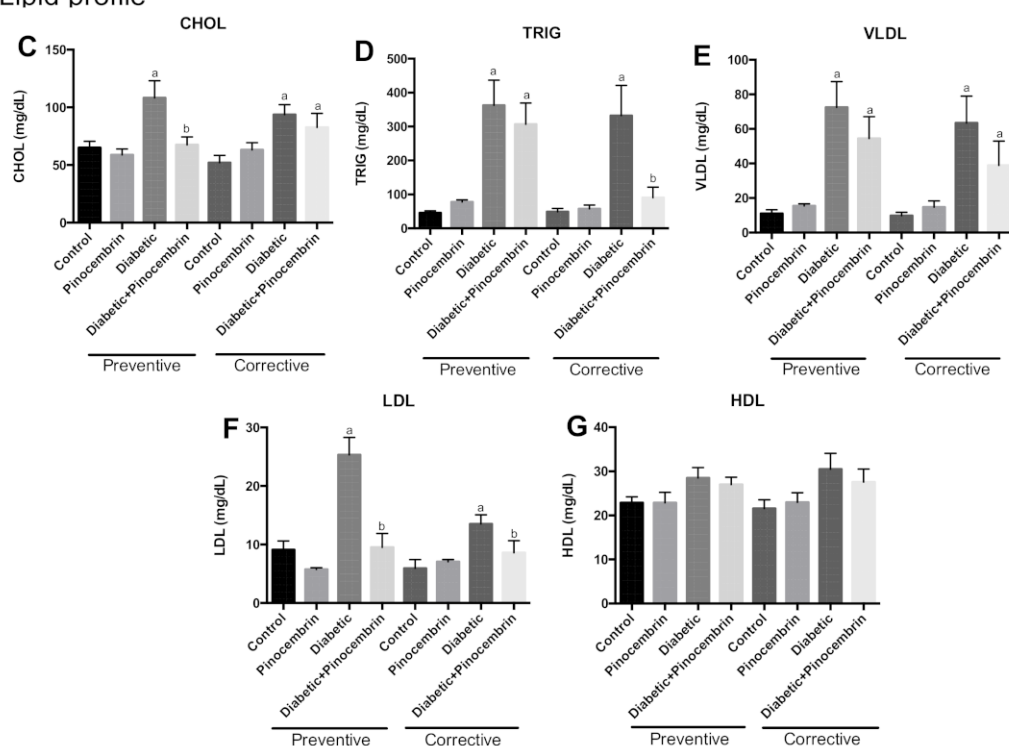 Lipid profile
C
CHOL
CHOL (mg/dL)
150
100
50
0
a
b
a
a
Control
Pinocembrin
Diabetic
Diabetic+Pinocembrin
Control
Pinocembrin
Diabetic
Diabetic+Pinocembrin
Preventive
Corrective
D
TRIG
TRIG (mg/dL)
500
400
300
200
100
0
a
a
a
b
Control
Pinocembrin
Diabetic
Diabetic+Pinocembrin
Control
Pinocembrin
Diabetic
Diabetic+Pinocembrin
Preventive
Corrective
E
VLDL
VLDL (mg/dL)
100
80
60
40
20
0
a
a
a
a
Control
Pinocembrin
Diabetic
Diabetic+Pinocembrin
Control
Pinocembrin
Diabetic
Diabetic+Pinocembrin
Preventive
Corrective
F
LDL
LDL (mg/dL)
30
20
10
0
a
b
a
b
Control
Pinocembrin
Diabetic
Diabetic+Pinocembrin
Control
Pinocembrin
Diabetic
Diabetic+Pinocembrin
Preventive
Corrective
G
HDL
HDL (mg/dL)
40
30
20
10
0
Control
Pinocembrin
Diabetic
Diabetic+Pinocembrin
Control
Pinocembrin
Diabetic
Diabetic+Pinocembrin
Preventive
Corrective